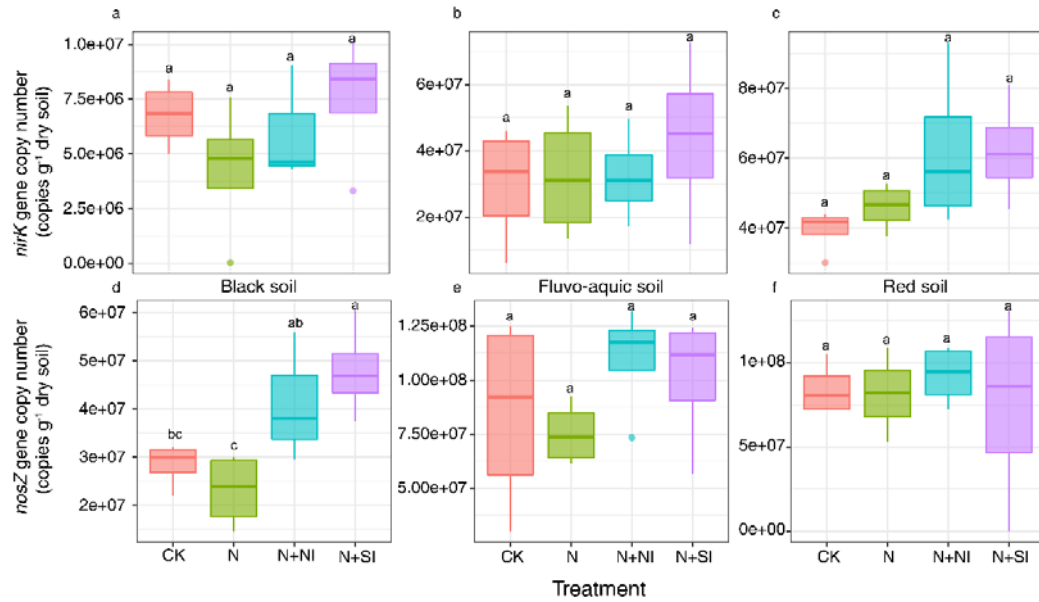 a
b
c
nirK gene copy number
(copies g⁻¹ dry soil)
1.0e+07
7.5e+06
5.0e+06
2.5e+06
0.0e+00
a
a
a
a
6e+07
4e+07
2e+07
a
a
a
a
8e+07
6e+07
4e+07
a
a
a
a
Black soil
Fluvo-aquic soil
Red soil
d
e
f
nosZ gene copy number
(copies g⁻¹ dry soil)
6e+07
5e+07
4e+07
3e+07
2e+07
bc
c
ab
a
1.25e+08
1.00e+08
7.50e+07
5.00e+07
a
a
a
a
1e+08
5e+07
0e+00
a
a
a
a
CK N N+NI N+SI
CK N N+NI N+SI
CK N N+NI N+SI
Treatment